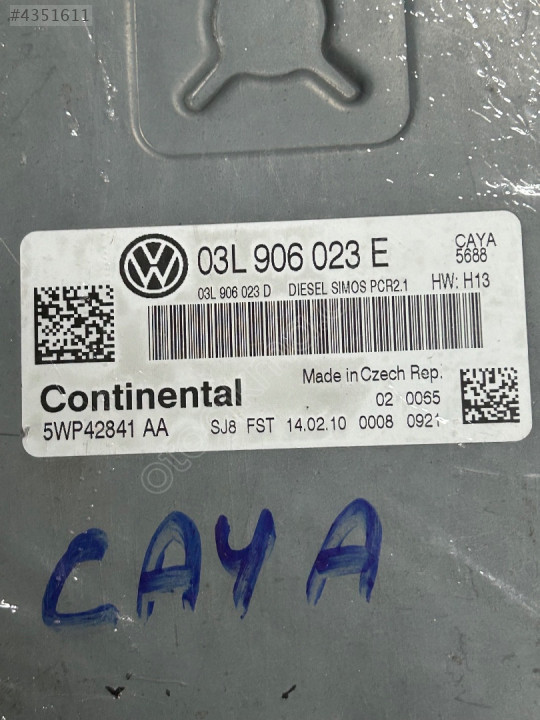 #4351611
03L 906 023 E
CAYA
5688
03L 906 023 D DIESEL SIMOS PCR2.1 HW: H13
Continental
Made in Czech Rep.
02 0065
5WP42841 AA SJ8 FST 14.02.10 0008 0921
CAYA